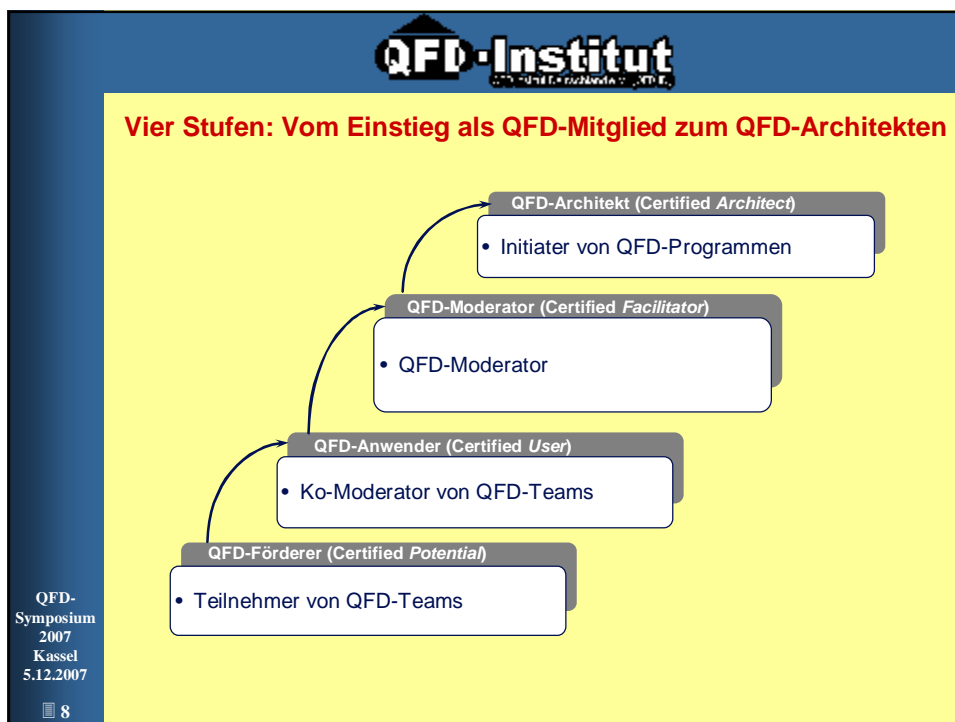 QFD-Institut
Vier Stufen: Vom Einstieg als QFD-Mitglied zum QFD-Architekten
QFD-Architekt (Certified Architect)
• Initiater von QFD-Programmen
QFD-Moderator (Certified Facilitator)
• QFD-Moderator
QFD-Anwender (Certified User)
• Ko-Moderator von QFD-Teams
QFD-Förderer (Certified Potential)
• Teilnehmer von QFD-Teams
QFD-
Symposium
2007
Kassel
5.12.2007
8